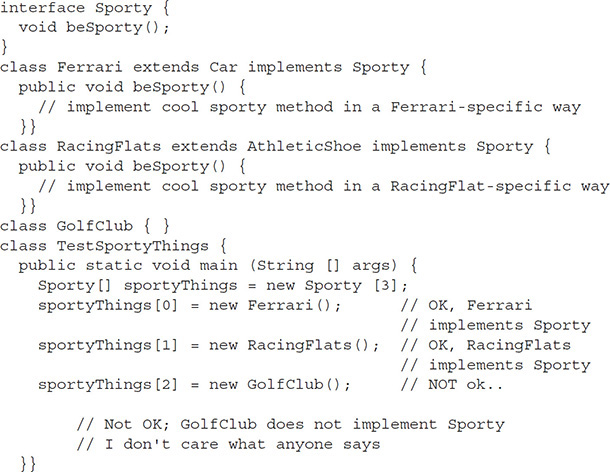 interface Sporty {
  void beSporty();
}
class Ferrari extends Car implements Sporty {
  public void beSporty() {
    // implement cool sporty method in a Ferrari-specific way
  }}
class RacingFlats extends AthleticShoe implements Sporty {
  public void beSporty() {
    // implement cool sporty method in a RacingFlat-specific way
  }}
class GolfClub { }
class TestSportyThings {
  public static void main (String [] args) {
    Sporty[] sportyThings = new Sporty [3];
    sportyThings[0] = new Ferrari();      // OK, Ferrari
                                          // implements Sporty
    sportyThings[1] = new RacingFlats();  // OK, RacingFlats
                                          // implements Sporty
    sportyThings[2] = new GolfClub();     // NOT ok..
        // Not OK; GolfClub does not implement Sporty
        // I don't care what anyone says
  }}